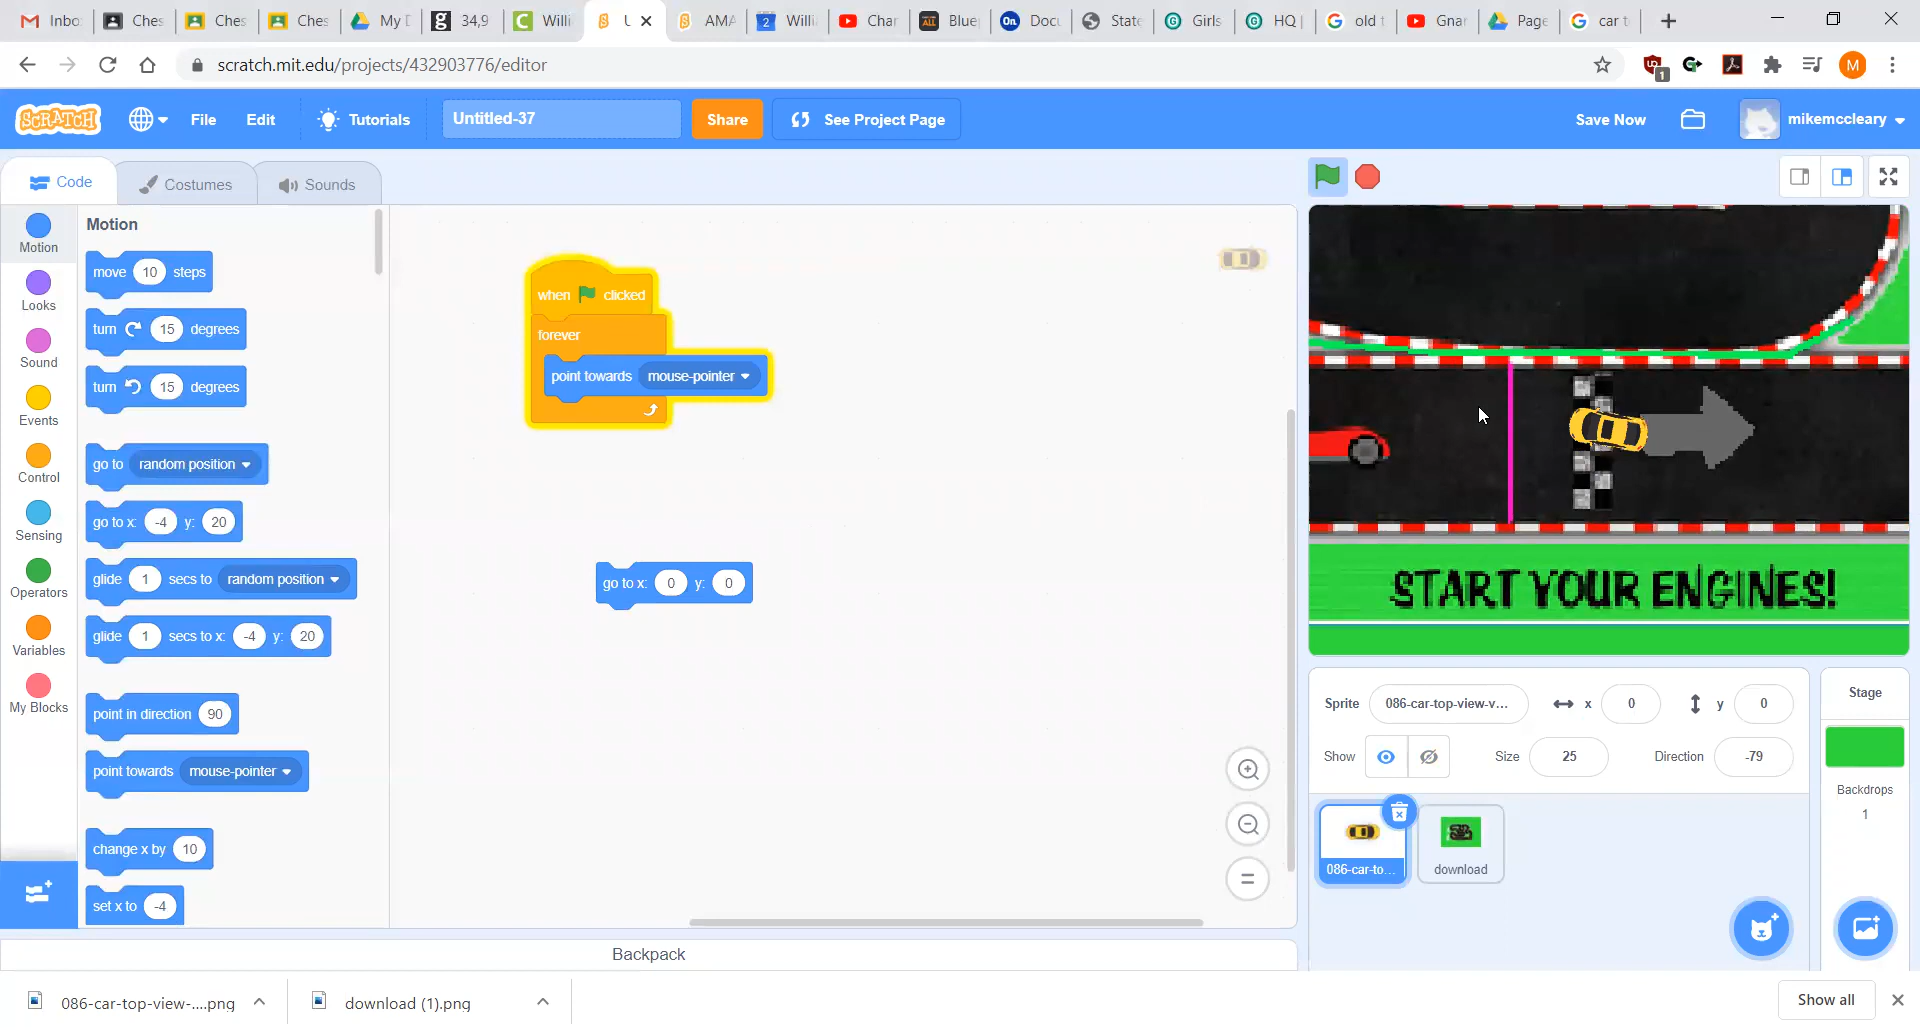 Inbo
Ches
Ches
Ches
My D
34,9
Willi
U
AMA
Willi
Char
Blue
Docu
State
Girls
HQ |
old t
Gnar
Page
car t
scratch.mit.edu/projects/432903776/editor
1
M
SCRATCH
File
Edit
Tutorials
Untitled-37
Share
See Project Page
Save Now
mikemccleary
Code
Costumes
Sounds
Motion
Looks
Sound
Events
Control
Sensing
Operators
Variables
My Blocks
Motion
move 10 steps
turn 15 degrees
turn 15 degrees
go to random position
go to x: -4 y: 20
glide 1 secs to random position
glide 1 secs to x: -4 y: 20
point in direction 90
point towards mouse-pointer
change x by 10
set x to -4
when clicked
forever
point towards mouse-pointer
go to x: 0 y: 0
START YOUR ENGINES!
Sprite 086-car-top-view-v... x 0 y 0
Show Size 25 Direction -79
086-car-to...
download
Stage
Backdrops
1
Backpack
086-car-top-view-....png
download (1).png
Show all